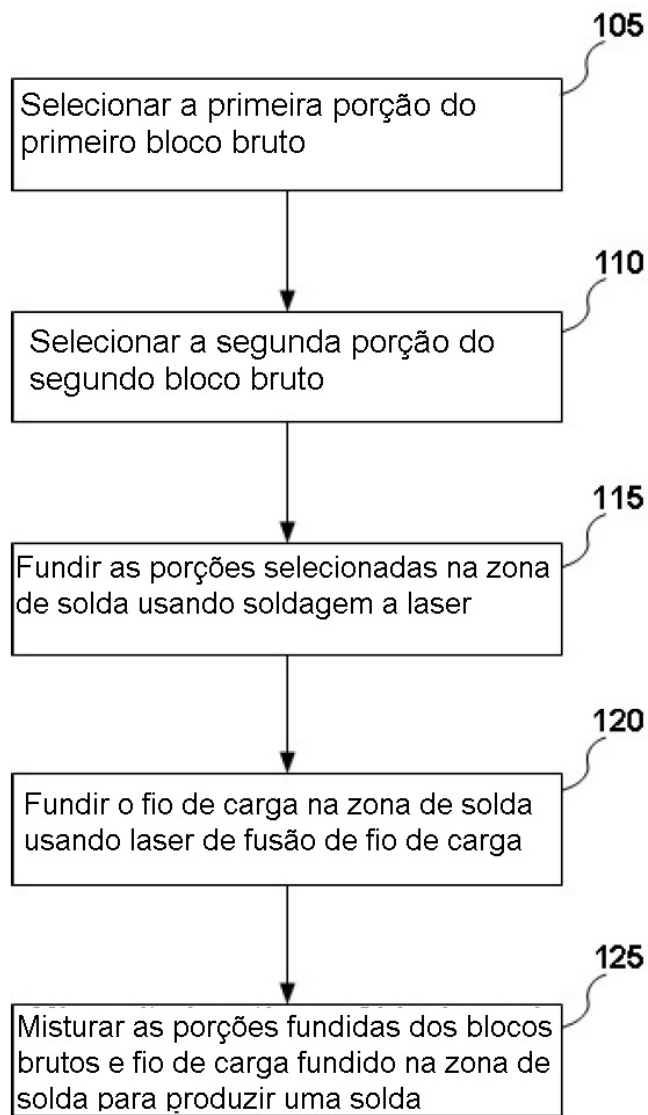 105
Selecionar a primeira porção do
primeiro bloco bruto
110
Selecionar a segunda porção do
segundo bloco bruto
115
Fundir as porções selecionadas na zona
de solda usando soldagem a laser
120
Fundir o fio de carga na zona de solda
usando laser de fusão de fio de carga
125
Misturar as porções fundidas dos blocos
brutos e fio de carga fundido na zona de
solda para produzir uma solda